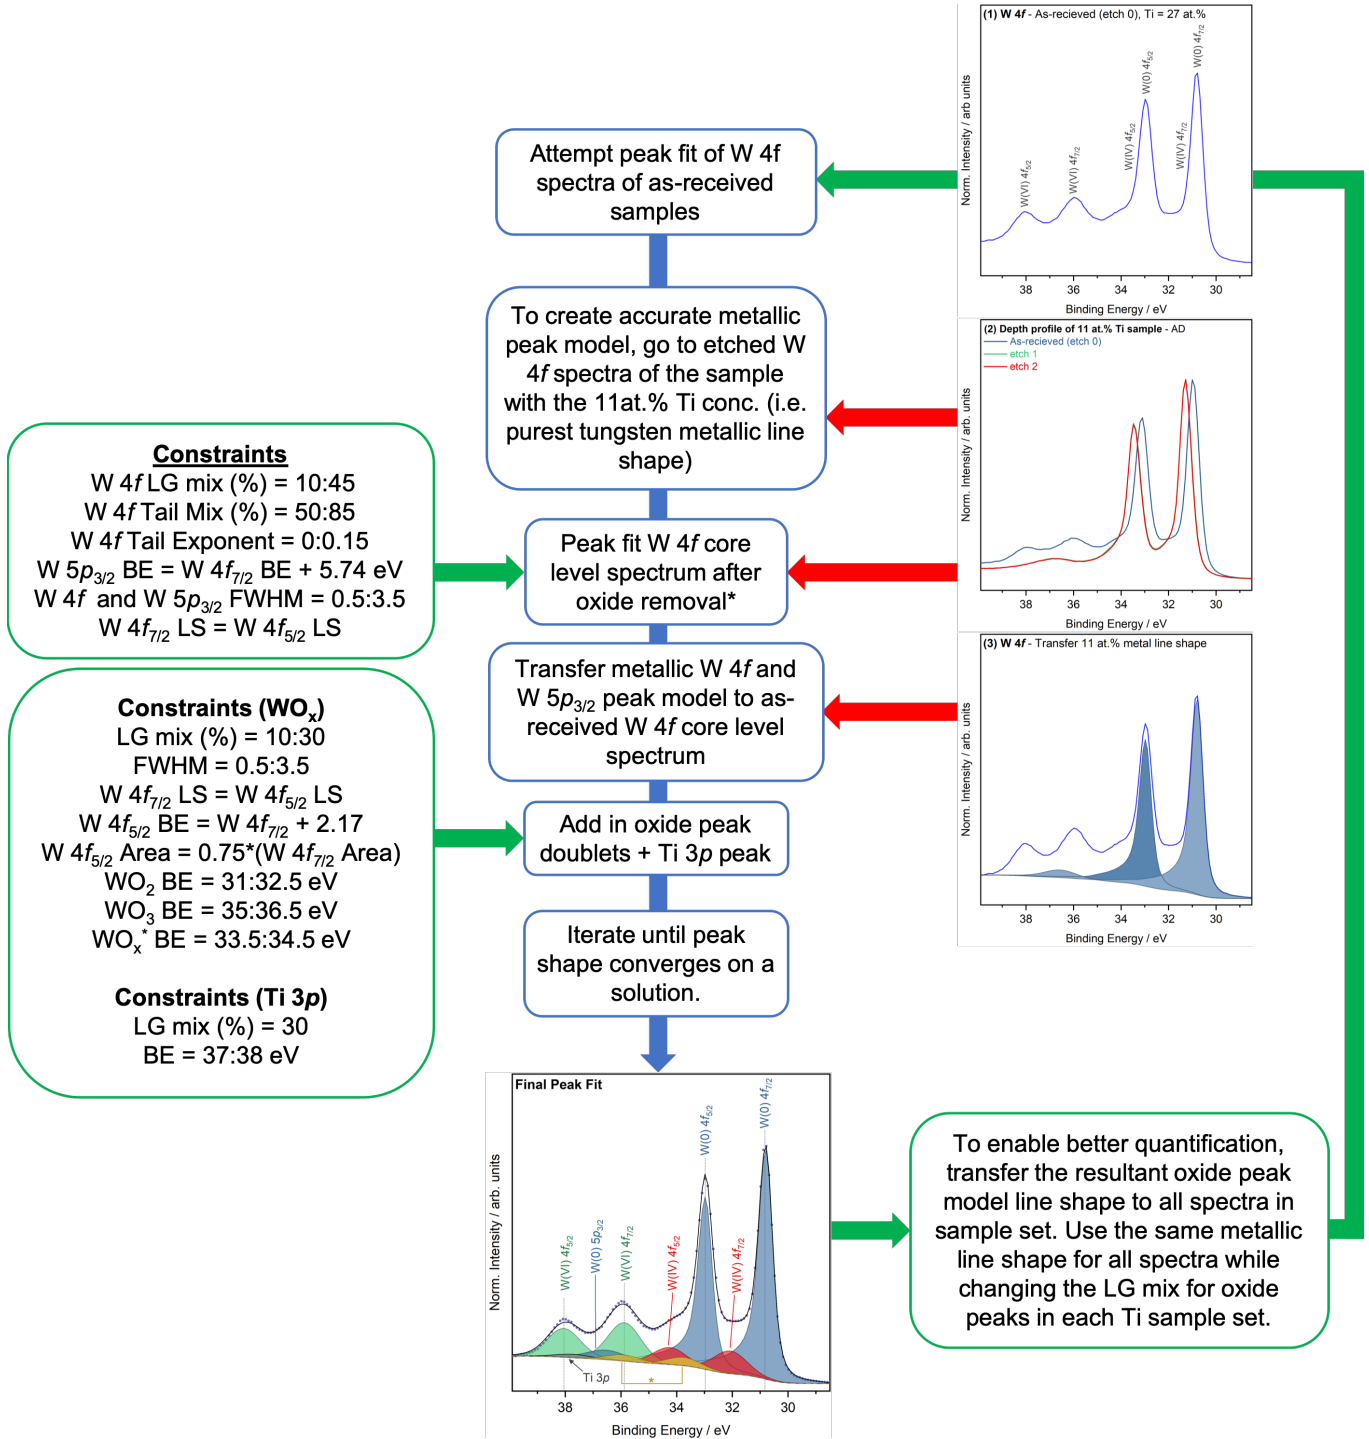 Attempt peak fit of W 4f
spectra of as-received
samples
To create accurate metallic
peak model, go to etched W
4f spectra of the sample
with the 11at.% Ti conc. (i.e.
purest tungsten metallic line
shape)
Peak fit W 4f core
level spectrum after
oxide removal*
Transfer metallic W 4f and
W 5p3/2 peak model to as-
received W 4f core level
spectrum
Add in oxide peak
doublets + Ti 3p peak
Iterate until peak
shape converges on a
solution.
Constraints
W 4f LG mix (%) = 10:45
W 4f Tail Mix (%) = 50:85
W 4f Tail Exponent = 0:0.15
W 5p3/2 BE = W 4f7/2 BE + 5.74 eV
W 4f and W 5p3/2 FWHM = 0.5:3.5
W 4f7/2 LS = W 4f5/2 LS
Constraints (WOx)
LG mix (%) = 10:30
FWHM = 0.5:3.5
W 4f7/2 LS = W 4f5/2 LS
W 4f5/2 BE = W 4f7/2 + 2.17
W 4f5/2 Area = 0.75*(W 4f7/2 Area)
WO2 BE = 31:32.5 eV
WO3 BE = 35:36.5 eV
WOx* BE = 33.5:34.5 eV
Constraints (Ti 3p)
LG mix (%) = 30
BE = 37:38 eV
(1) W 4f - As-recieved (etch 0), Ti = 27 at.%
W(VI) 4f5/2
W(VI) 4f7/2
W(IV) 4f5/2
W(0) 4f5/2
W(IV) 4f7/2
W(0) 4f7/2
Norm. Intensity / arb units
38 36 34 32 30
Binding Energy / eV
(2) Depth profile of 11 at.% Ti sample - AD
As-recieved (etch 0)
etch 1
etch 2
Norm. Intensity / arb. units
38 36 34 32 30
Binding Energy / eV
(3) W 4f - Transfer 11 at.% metal line shape
Norm. Intensity / arb. units
38 36 34 32 30
Binding Energy / eV
Final Peak Fit
W(VI) 4f5/2
W(0) 5p3/2
W(VI) 4f7/2
W(IV) 4f5/2
W(0) 4f5/2
W(IV) 4f7/2
W(0) 4f7/2
Ti 3p
*
Norm. Intensity / arb. units
38 36 34 32 30
Binding Energy / eV
To enable better quantification,
transfer the resultant oxide peak
model line shape to all spectra in
sample set. Use the same metallic
line shape for all spectra while
changing the LG mix for oxide
peaks in each Ti sample set.